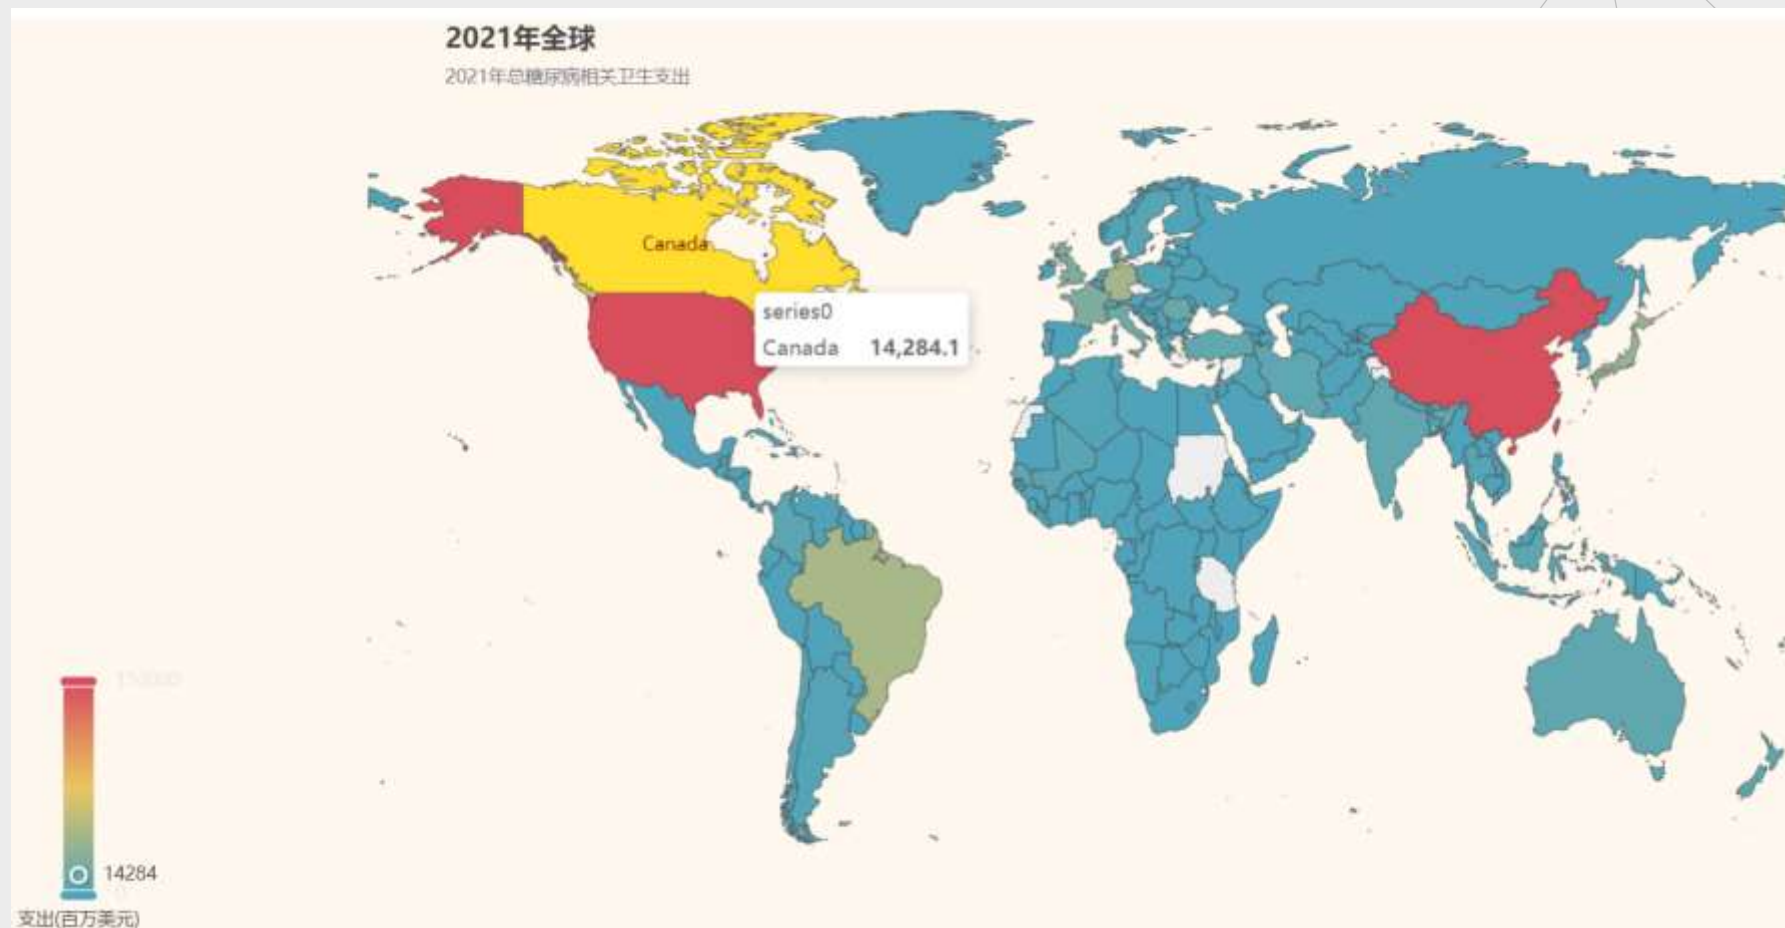 2021年全球
2021年总糖尿病相关卫生支出
Canada
series0
Canada 14,284.1
14284
支出(百万美元)